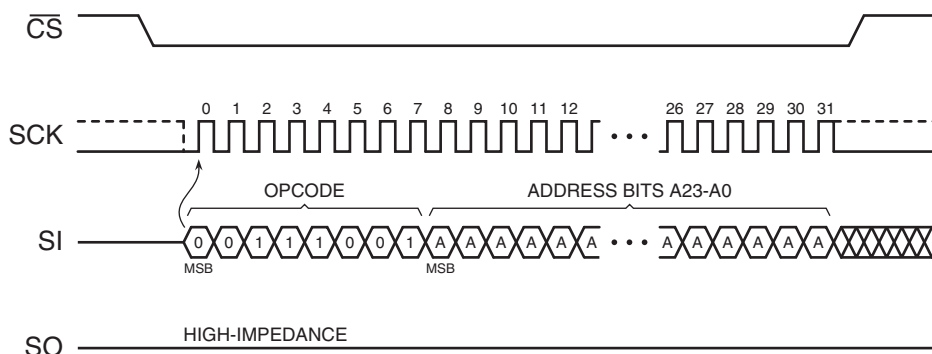 CS
0 1 2 3 4 5 6 7 8 9 10 11 12 26 27 28 29 30 31
SCK
OPCODE ADDRESS BITS A23-A0
SI 0 0 1 1 1 0 0 1 A A A A A A A A A A A A
MSB MSB
HIGH-IMPEDANCE
SO